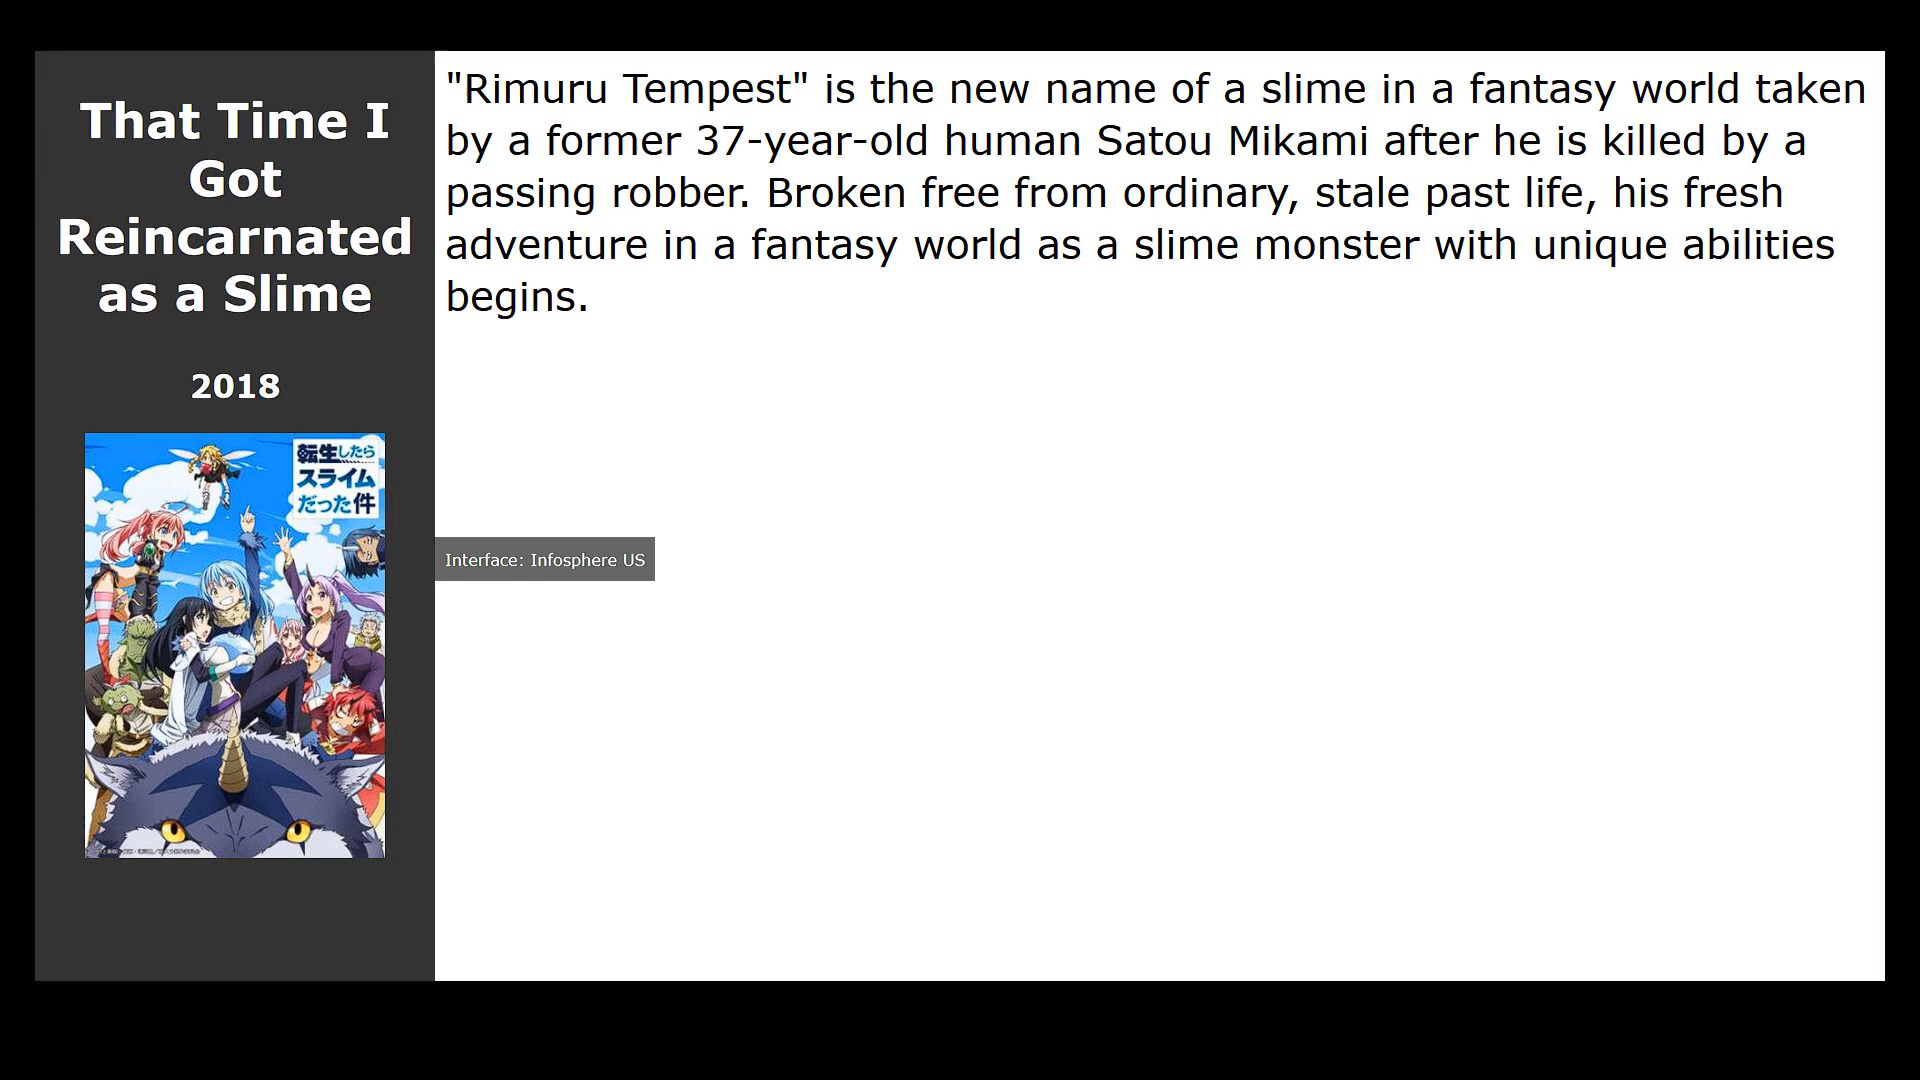 That Time I
Got
Reincarnated
as a Slime
2018
転生したら
スライム
だった件
"Rimuru Tempest" is the new name of a slime in a fantasy world taken
by a former 37-year-old human Satou Mikami after he is killed by a
passing robber. Broken free from ordinary, stale past life, his fresh
adventure in a fantasy world as a slime monster with unique abilities
begins.
Interface: Infosphere US